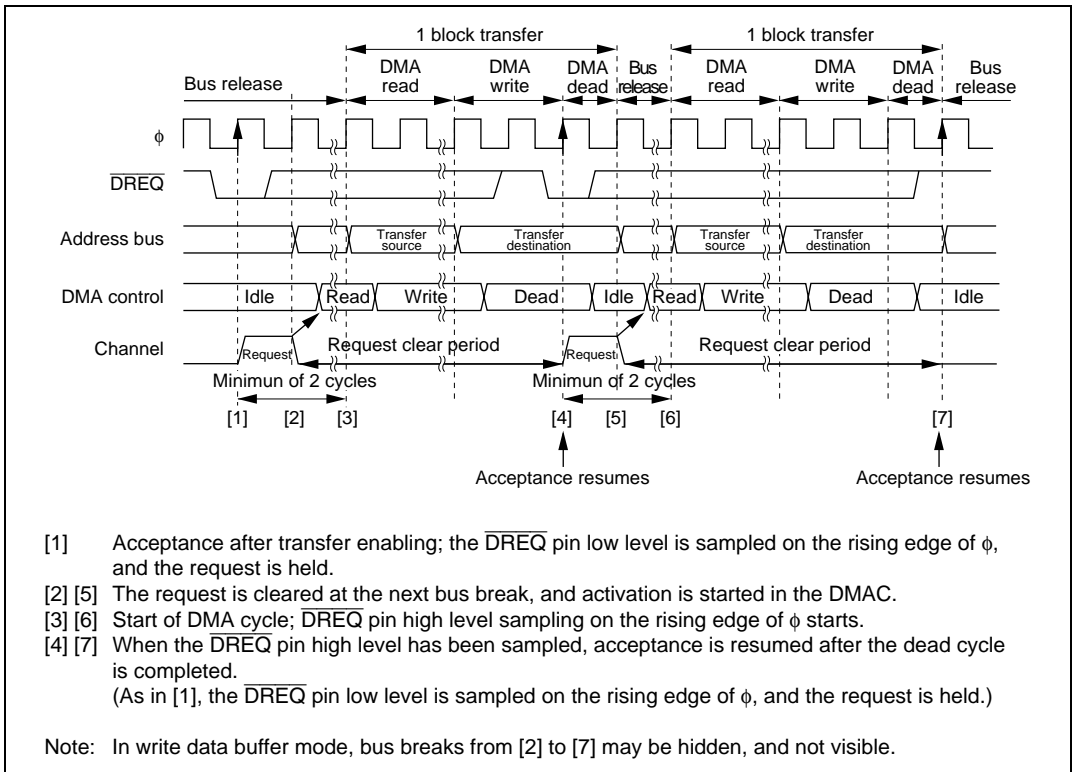 1 block transfer 1 block transfer
DMA DMA DMA Bus DMA DMA DMA Bus
Bus release read write dead release read write dead release
ϕ
DREQ
Address bus Transfer source Transfer destination Transfer source Transfer destination
DMA control Idle Read Write Dead Idle Read Write Dead Idle
Channel Request Request clear period Request Request clear period
Minimun of 2 cycles Minimun of 2 cycles
[1] [2] [3] [4] [5] [6] [7]
Acceptance resumes Acceptance resumes
[1] Acceptance after transfer enabling; the DREQ pin low level is sampled on the rising edge of ϕ,
and the request is held.
[2] [5] The request is cleared at the next bus break, and activation is started in the DMAC.
[3] [6] Start of DMA cycle; DREQ pin high level sampling on the rising edge of ϕ starts.
[4] [7] When the DREQ pin high level has been sampled, acceptance is resumed after the dead cycle
is completed.
(As in [1], the DREQ pin low level is sampled on the rising edge of ϕ, and the request is held.)
Note: In write data buffer mode, bus breaks from [2] to [7] may be hidden, and not visible.